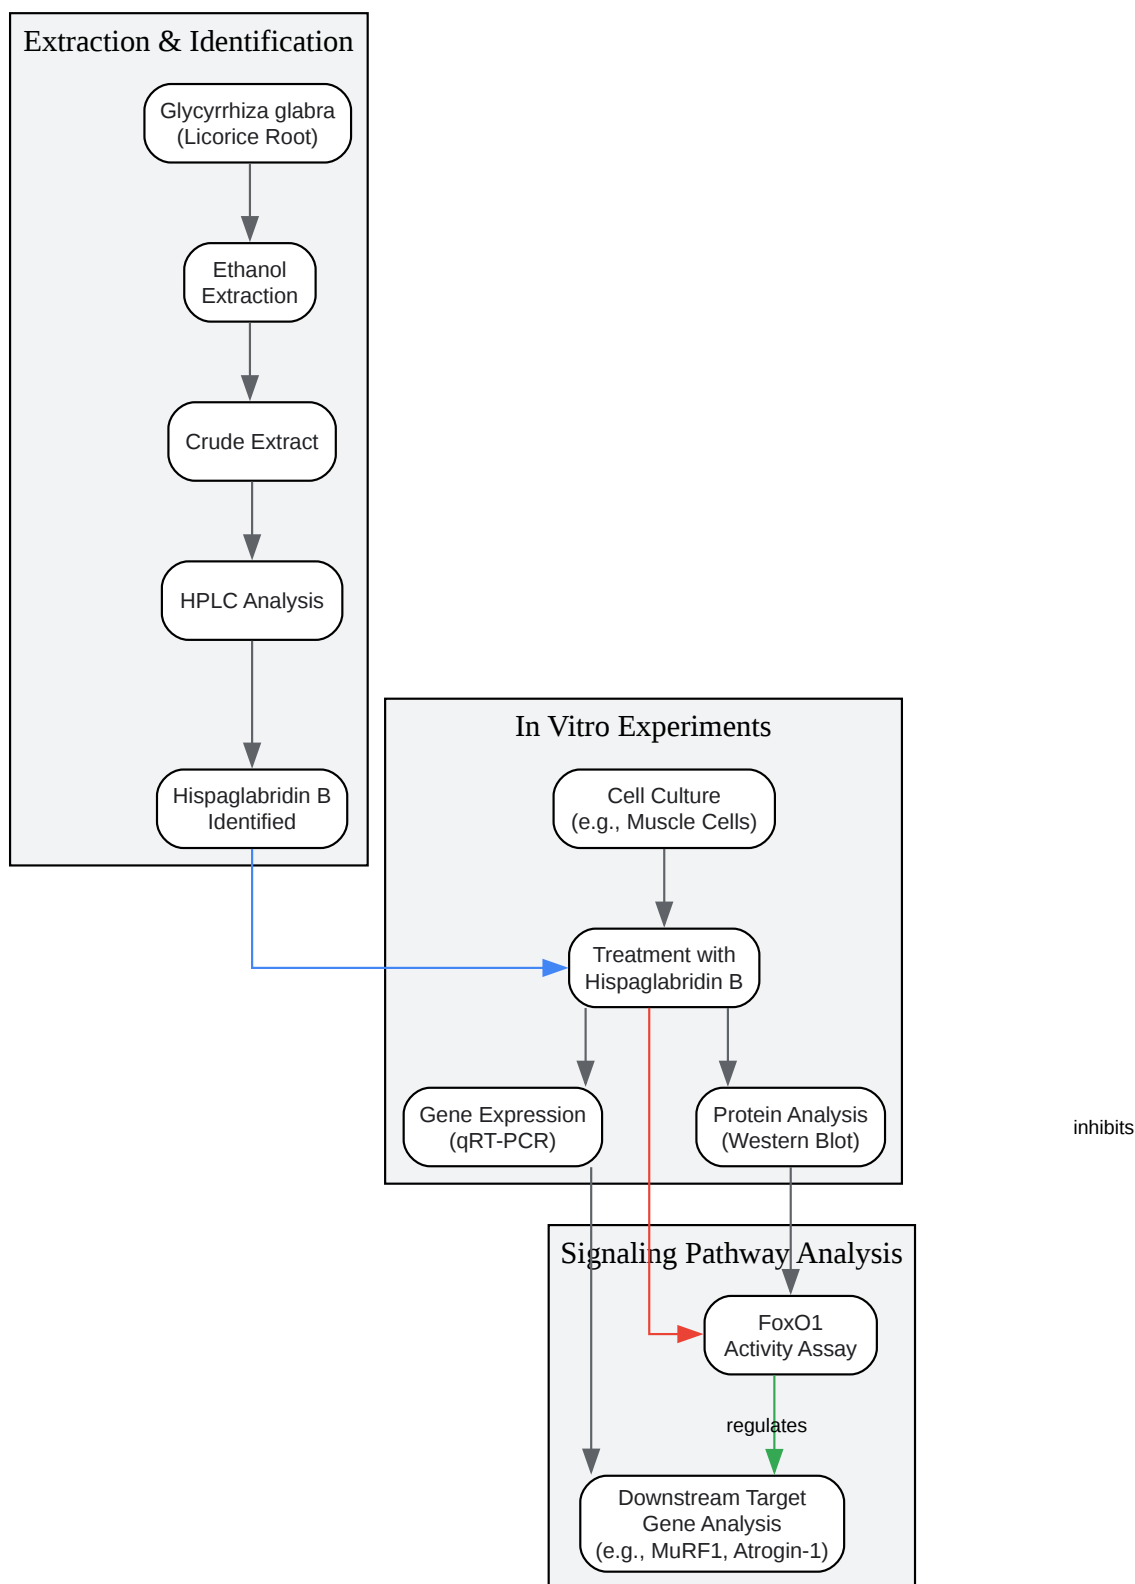 Extraction & Identification
Glycyrrhiza glabra
(Licorice Root)
Ethanol
Extraction
Crude Extract
HPLC Analysis
Hispaglabridin B
Identified
In Vitro Experiments
Cell Culture
(e.g., Muscle Cells)
Treatment with
Hispaglabridin B
Gene Expression
(qRT-PCR)
Protein Analysis
(Western Blot)
inhibits
Signaling Pathway Analysis
FoxO1
Activity Assay
regulates
Downstream Target
Gene Analysis
(e.g., MuRF1, Atrogin-1)